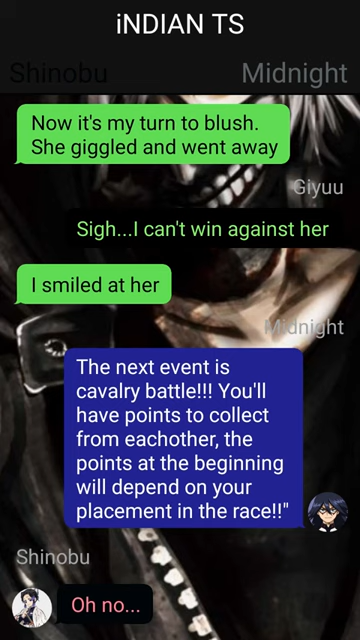 iNDIAN TS
Shinobu
Midnight
Now it's my turn to blush.
She giggled and went away
Giyuu
Sigh...I can't win against her
I smiled at her
Midnight
The next event is
cavalry battle!!! You'll
have points to collect
from eachother, the
points at the beginning
will depend on your
placement in the race!!"
Shinobu
Oh no...